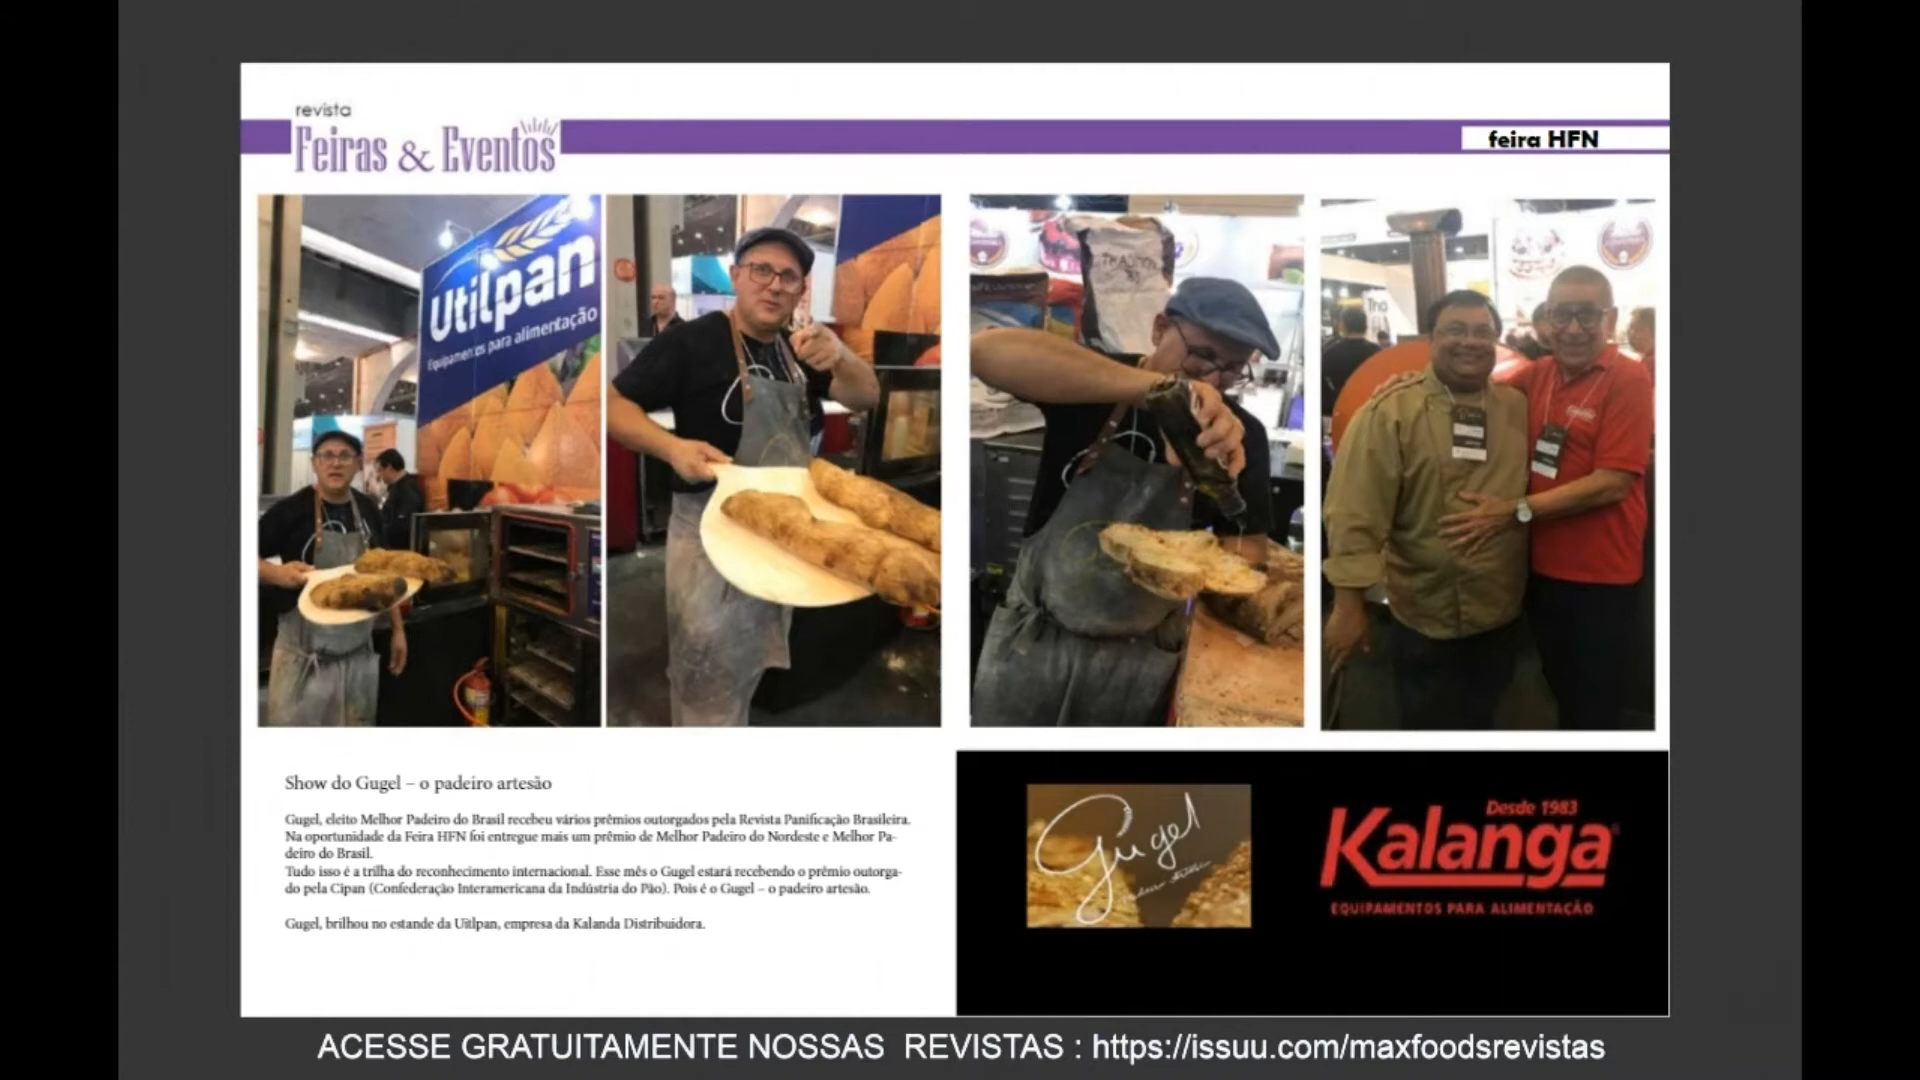 revista
Feiras & Eventos
feira HFN
Utilpan
Equipamentos para alimentação
TRADITION
Tha
Show do Gugel – o padeiro artesão
Gugel, eleito Melhor Padeiro do Brasil recebeu vários prêmios outorgados pela Revista Panificação Brasileira.
Na oportunidade da Feira HFN foi entregue mais um prêmio de Melhor Padeiro do Nordeste e Melhor Pa-
deiro do Brasil.
Tudo isso é a trilha do reconhecimento internacional. Esse mês o Gugel estará recebendo o prêmio outorga-
do pela Cipan (Confederação Interamericana da Indústria do Pão). Pois é o Gugel – o padeiro artesão.
Gugel, brilhou no estande da Uitlpan, empresa da Kalanda Distribuidora.
Gugel
Desde 1983
Kalanga
EQUIPAMENTOS PARA ALIMENTAÇÃO
ACESSE GRATUITAMENTE NOSSAS REVISTAS : https://issuu.com/maxfoodsrevistas